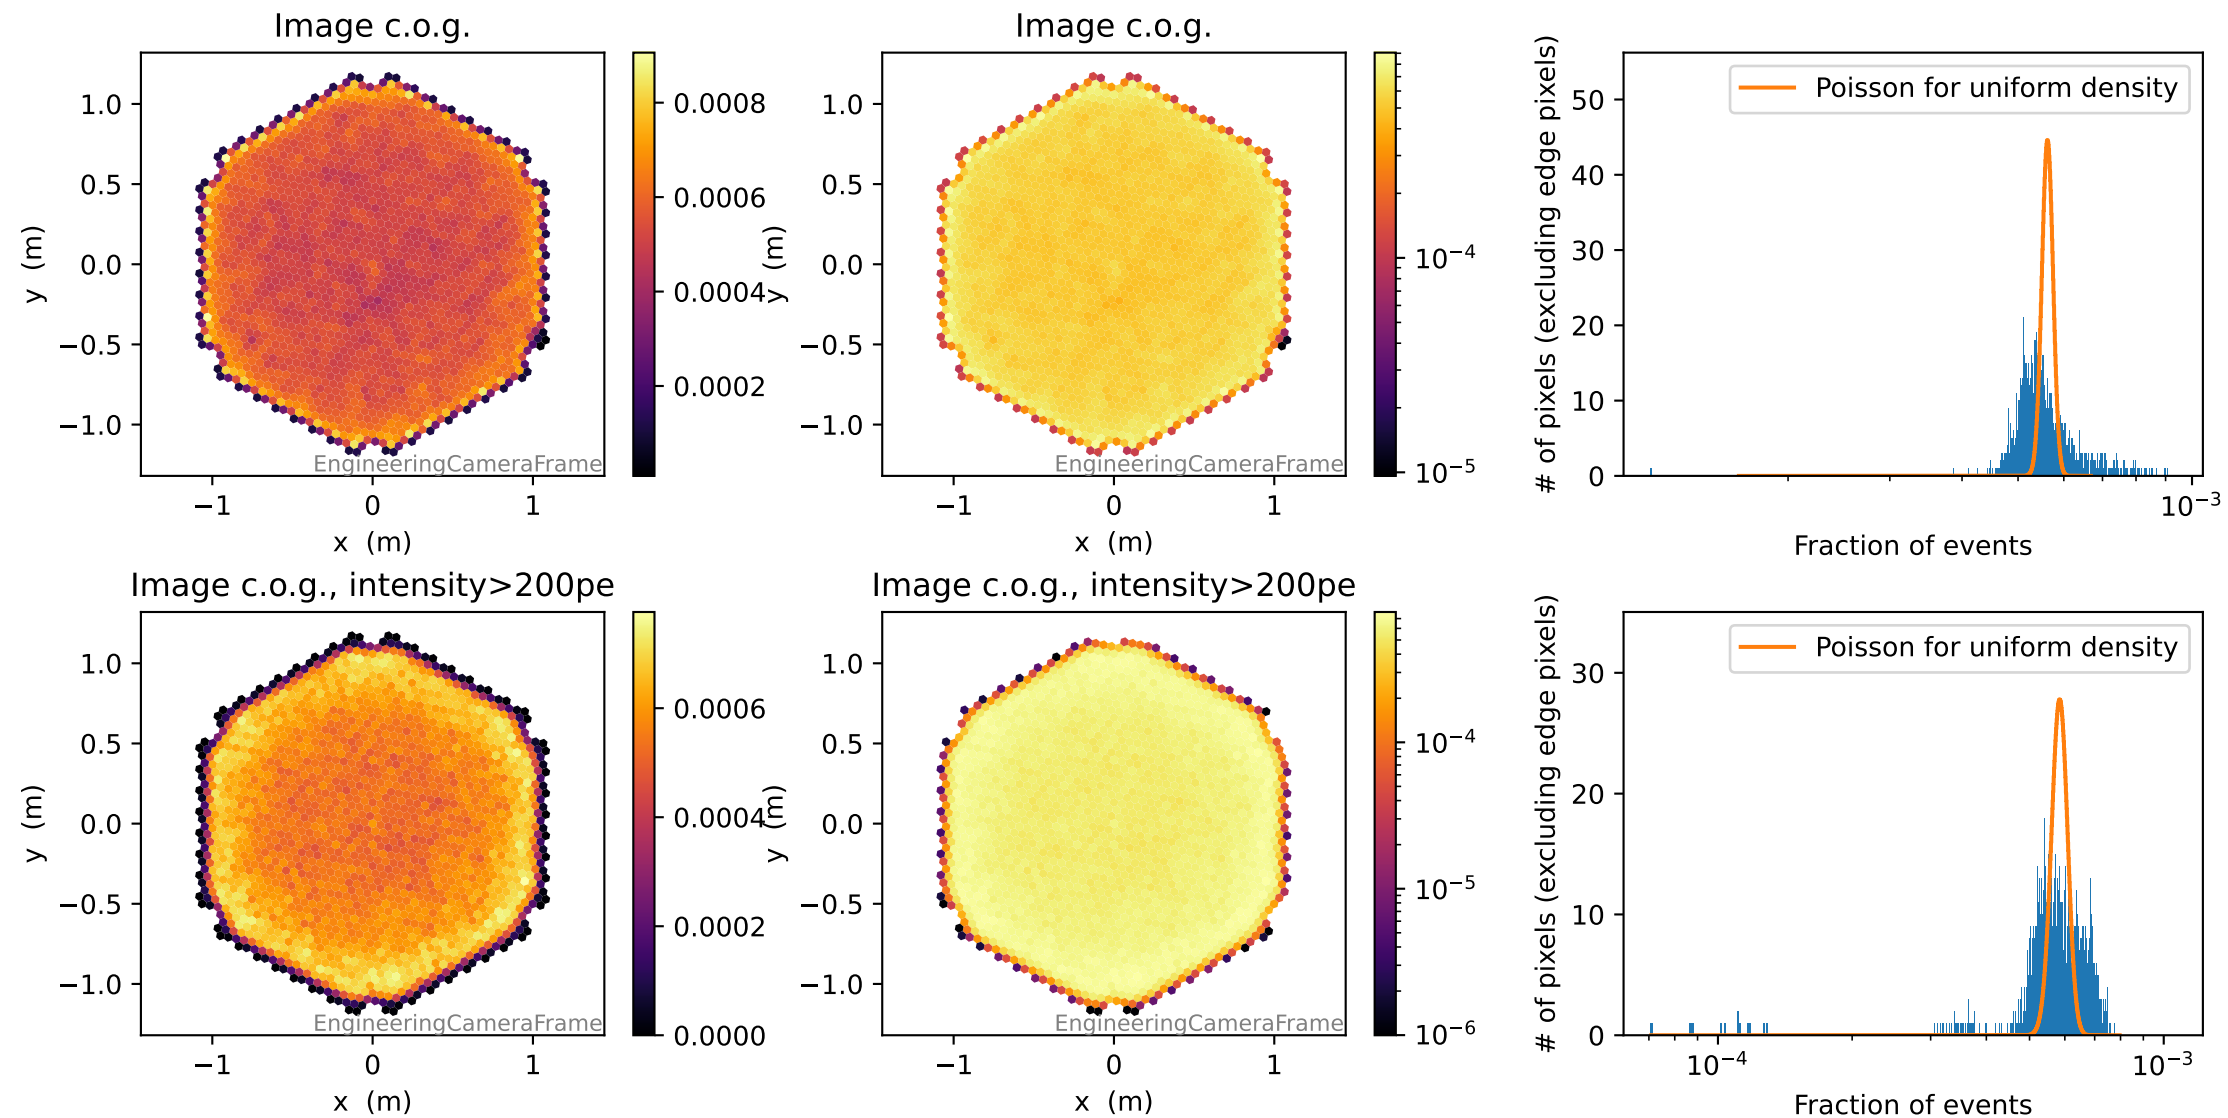 Image c.o.g.
y (m)
1.0
0.5
0.0
−0.5
−1.0
−1
0
1
x (m)
EngineeringCameraFrame
0.0008
0.0006
0.0004
0.0002
Image c.o.g.
y (m)
1.0
0.5
0.0
−0.5
−1.0
−1
0
1
x (m)
EngineeringCameraFrame
10⁻⁴
10⁻⁵
# of pixels (excluding edge pixels)
50
40
30
20
10
0
Poisson for uniform density
10⁻³
Fraction of events
Image c.o.g., intensity>200pe
y (m)
1.0
0.5
0.0
−0.5
−1.0
−1
0
1
x (m)
EngineeringCameraFrame
0.0006
0.0004
0.0002
0.0000
Image c.o.g., intensity>200pe
y (m)
1.0
0.5
0.0
−0.5
−1.0
−1
0
1
x (m)
EngineeringCameraFrame
10⁻⁴
10⁻⁵
10⁻⁶
# of pixels (excluding edge pixels)
30
20
10
0
Poisson for uniform density
10⁻⁴
10⁻³
Fraction of events